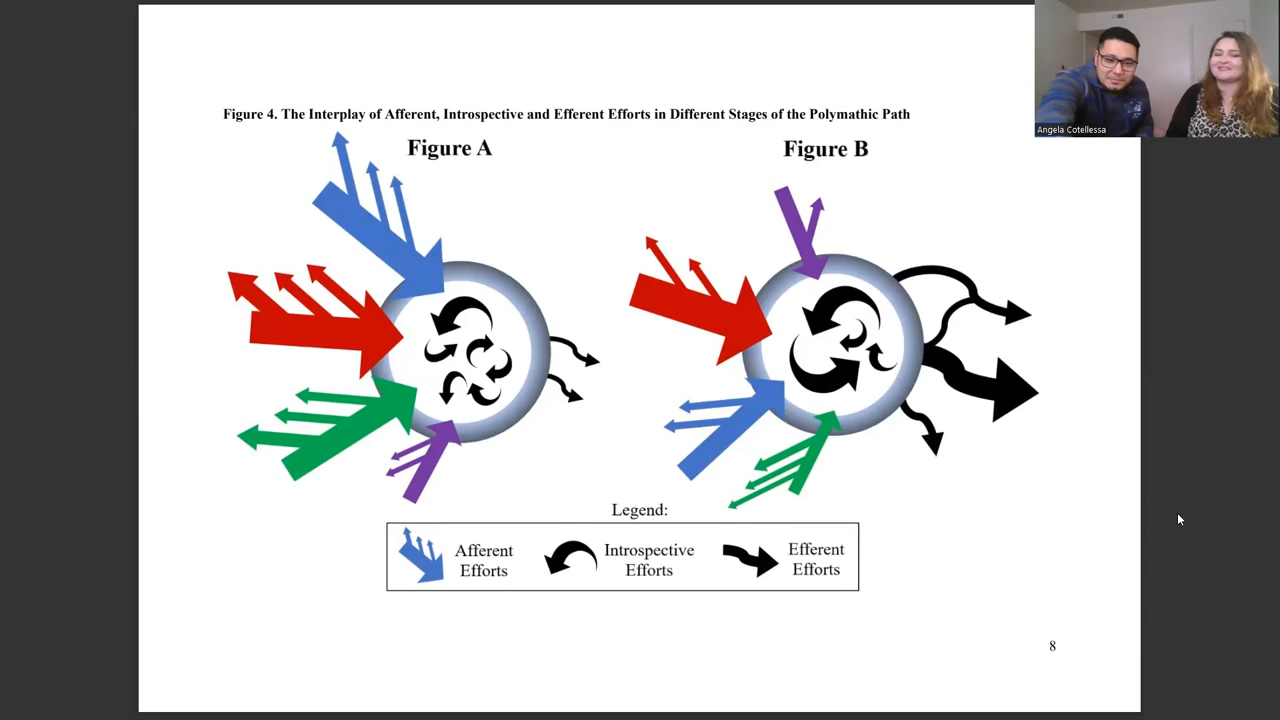 Angela Cotellessa
Figure 4. The Interplay of Afferent, Introspective and Efferent Efforts in Different Stages of the Polymathic Path
Figure A
Figure B
Legend:
Afferent
Efforts
Introspective
Efforts
Efferent
Efforts
8